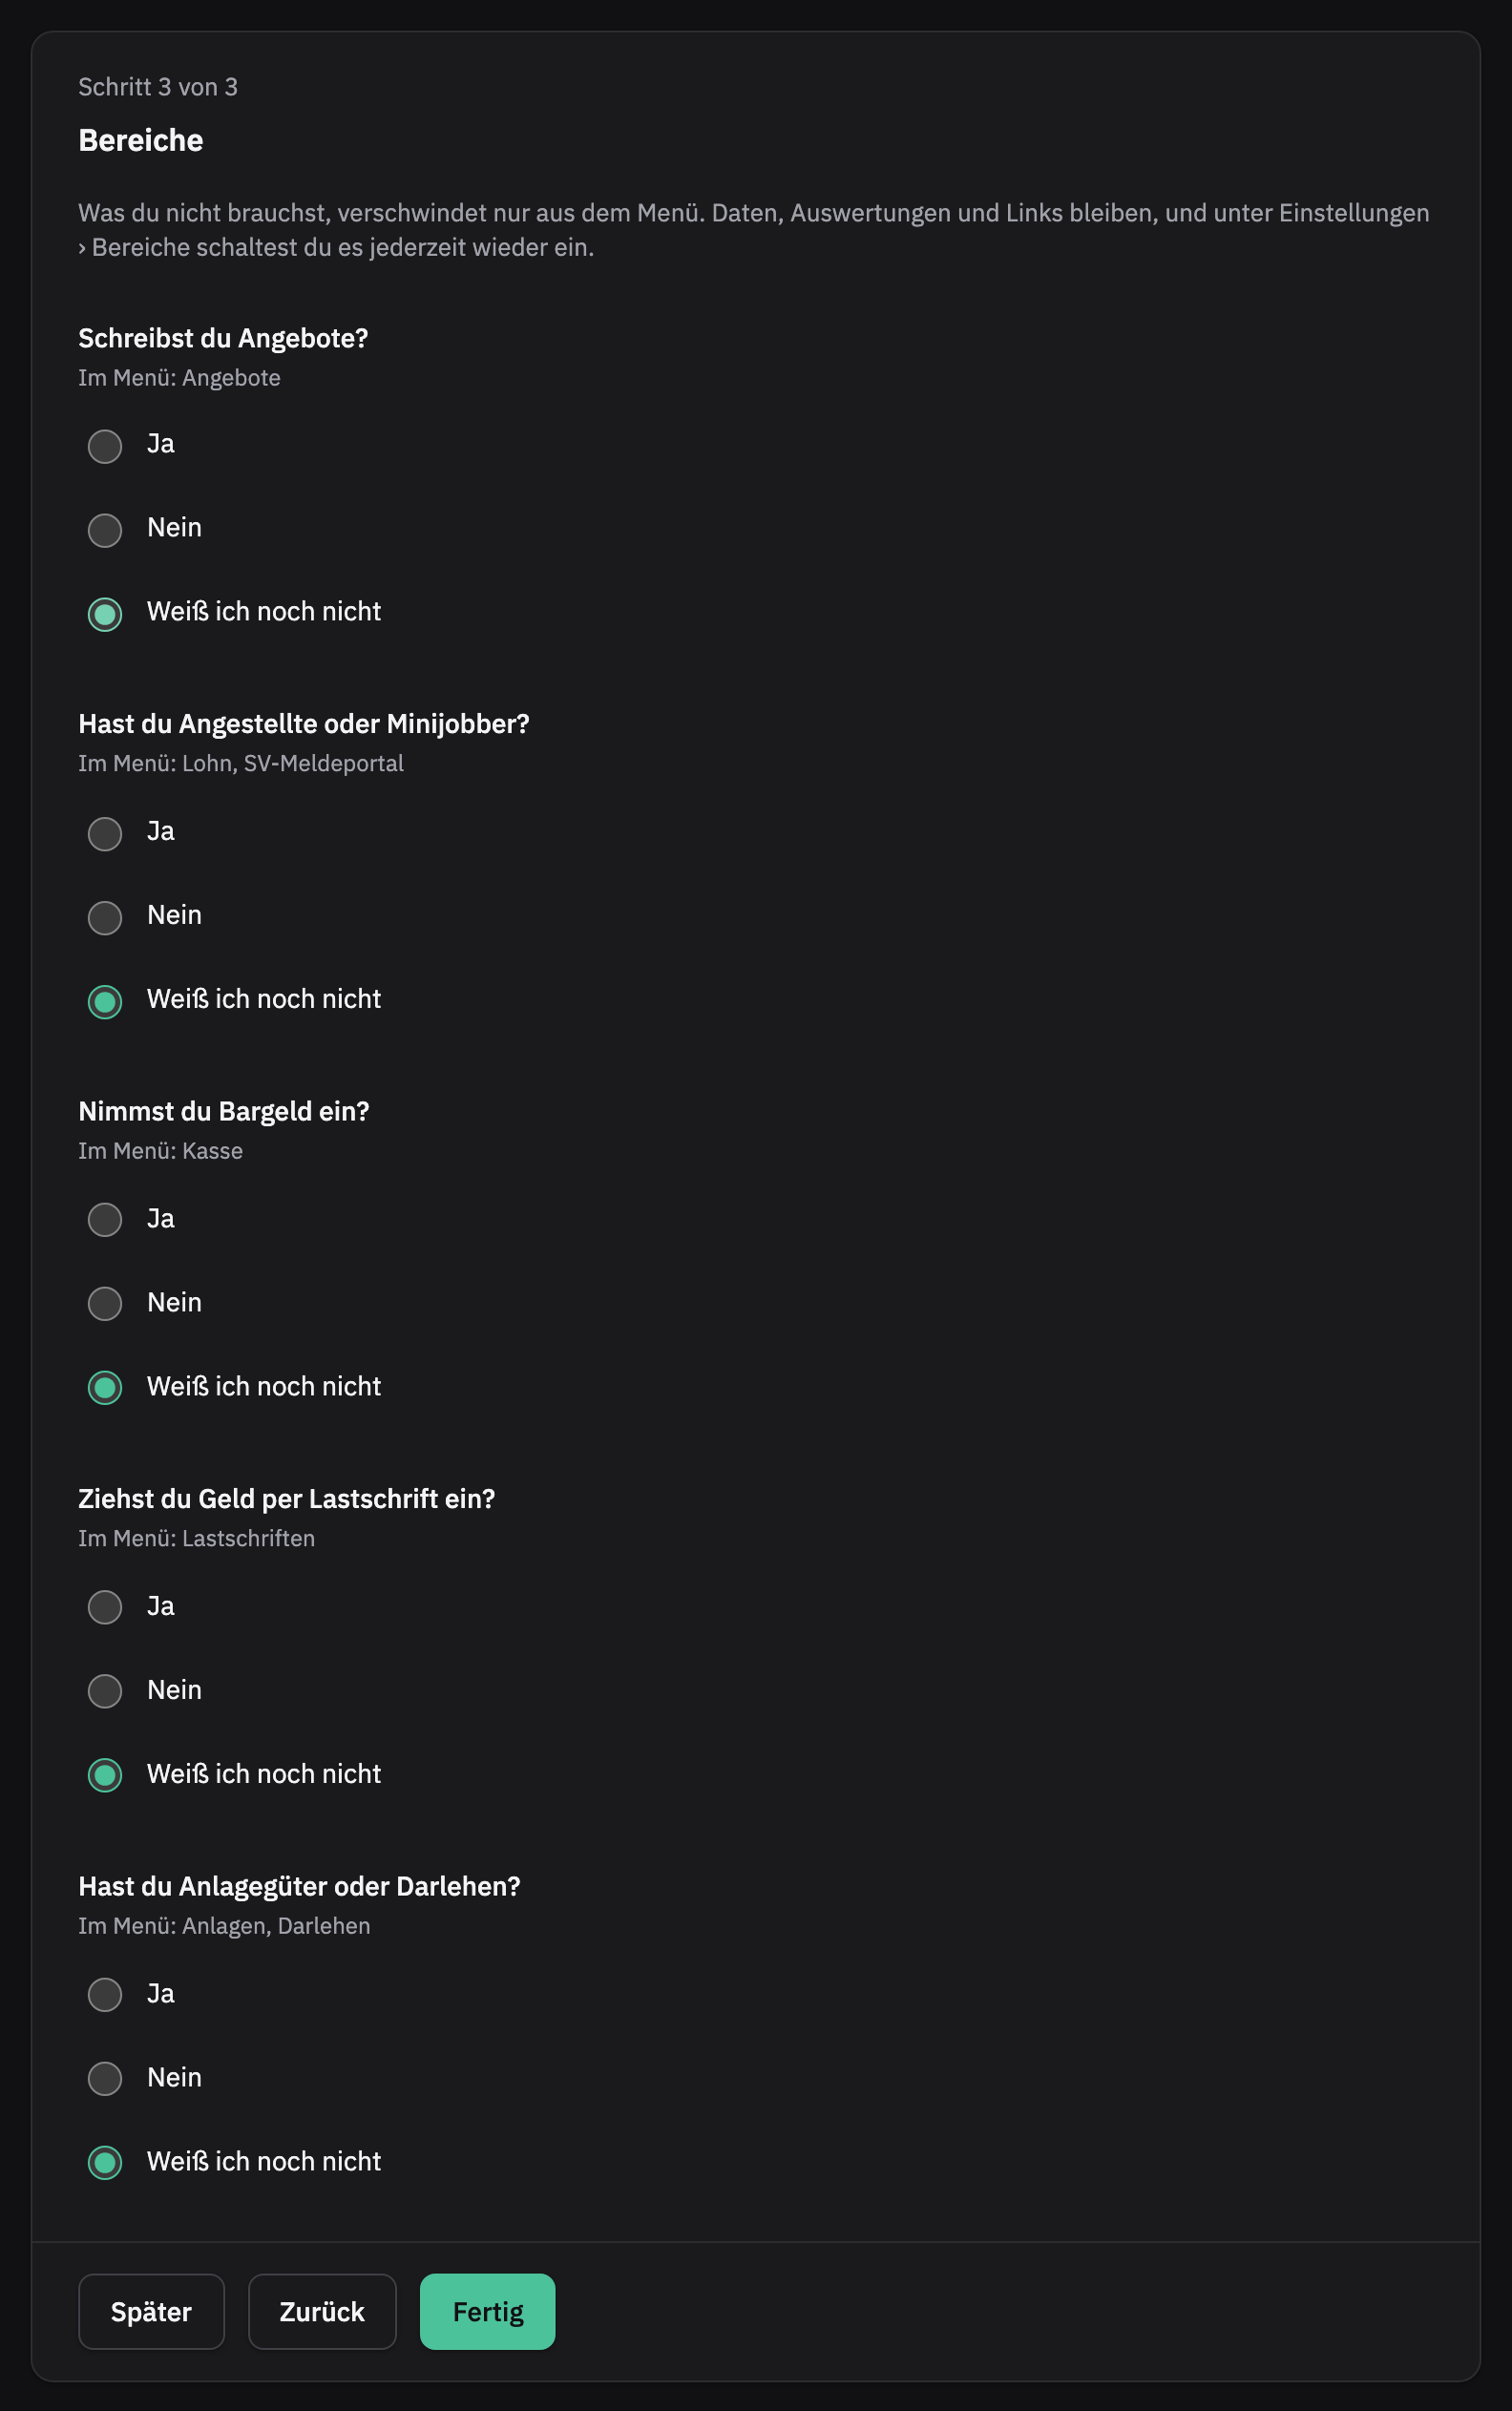 Schritt 3 von 3
Bereiche
Was du nicht brauchst, verschwindet nur aus dem Menü. Daten, Auswertungen und Links bleiben, und unter Einstellungen
› Bereiche schaltest du es jederzeit wieder ein.
Schreibst du Angebote?
Im Menü: Angebote
Ja
Nein
Weiß ich noch nicht
Hast du Angestellte oder Minijobber?
Im Menü: Lohn, SV-Meldeportal
Ja
Nein
Weiß ich noch nicht
Nimmst du Bargeld ein?
Im Menü: Kasse
Ja
Nein
Weiß ich noch nicht
Ziehst du Geld per Lastschrift ein?
Im Menü: Lastschriften
Ja
Nein
Weiß ich noch nicht
Hast du Anlagegüter oder Darlehen?
Im Menü: Anlagen, Darlehen
Ja
Nein
Weiß ich noch nicht
Später Zurück Fertig